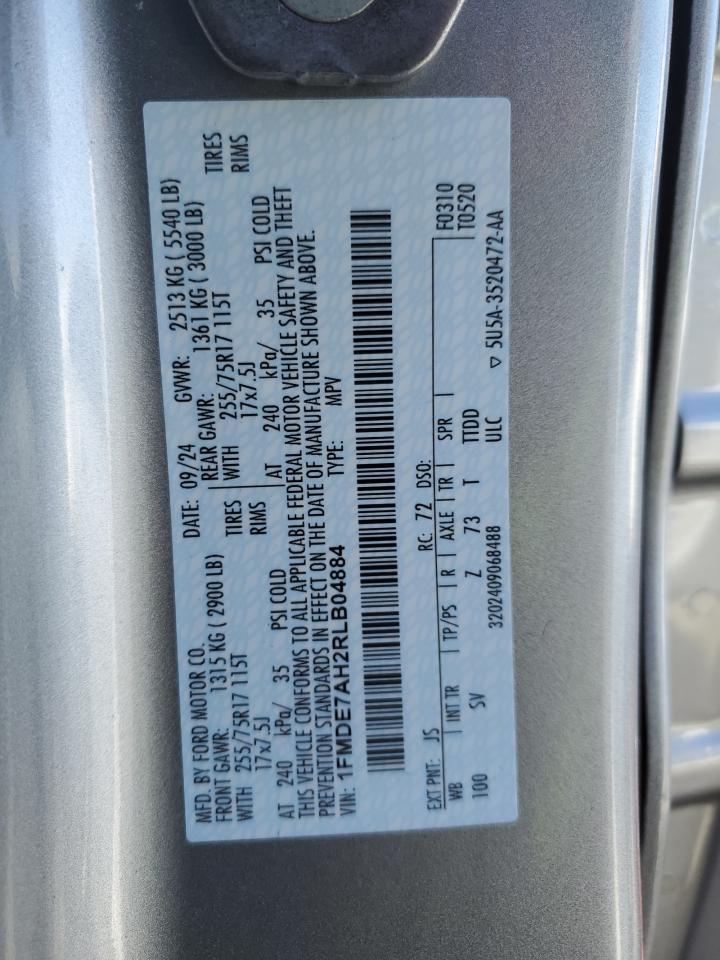 MFD. BY FORD MOTOR CO. DATE: 09/24 GVWR: 2513 KG ( 5540 LB)
FRONT GAWR: 1315 KG ( 2900 LB) REAR GAWR: 1361 KG ( 3000 LB)
WITH 255/75R17 115T TIRES WITH 255/75R17 115T TIRES
17x7.5J RIMS 17x7.5J RIMS
AT 240 kPa/ 35 PSI COLD AT 240 kPa/ 35 PSI COLD
THIS VEHICLE CONFORMS TO ALL APPLICABLE FEDERAL MOTOR VEHICLE SAFETY AND THEFT
PREVENTION STANDARDS IN EFFECT ON THE DATE OF MANUFACTURE SHOWN ABOVE.
VIN: 1FMDE7AH2RLB04884 TYPE: MPV
EXT PNT: JS RC: 72 DSO: F0310
WB INT TR TP/PS R AXLE TR SPR T0520
100 SV Z 73 T TTDD
3202409068488 ULC ▽ 5U5A-3520472-AA